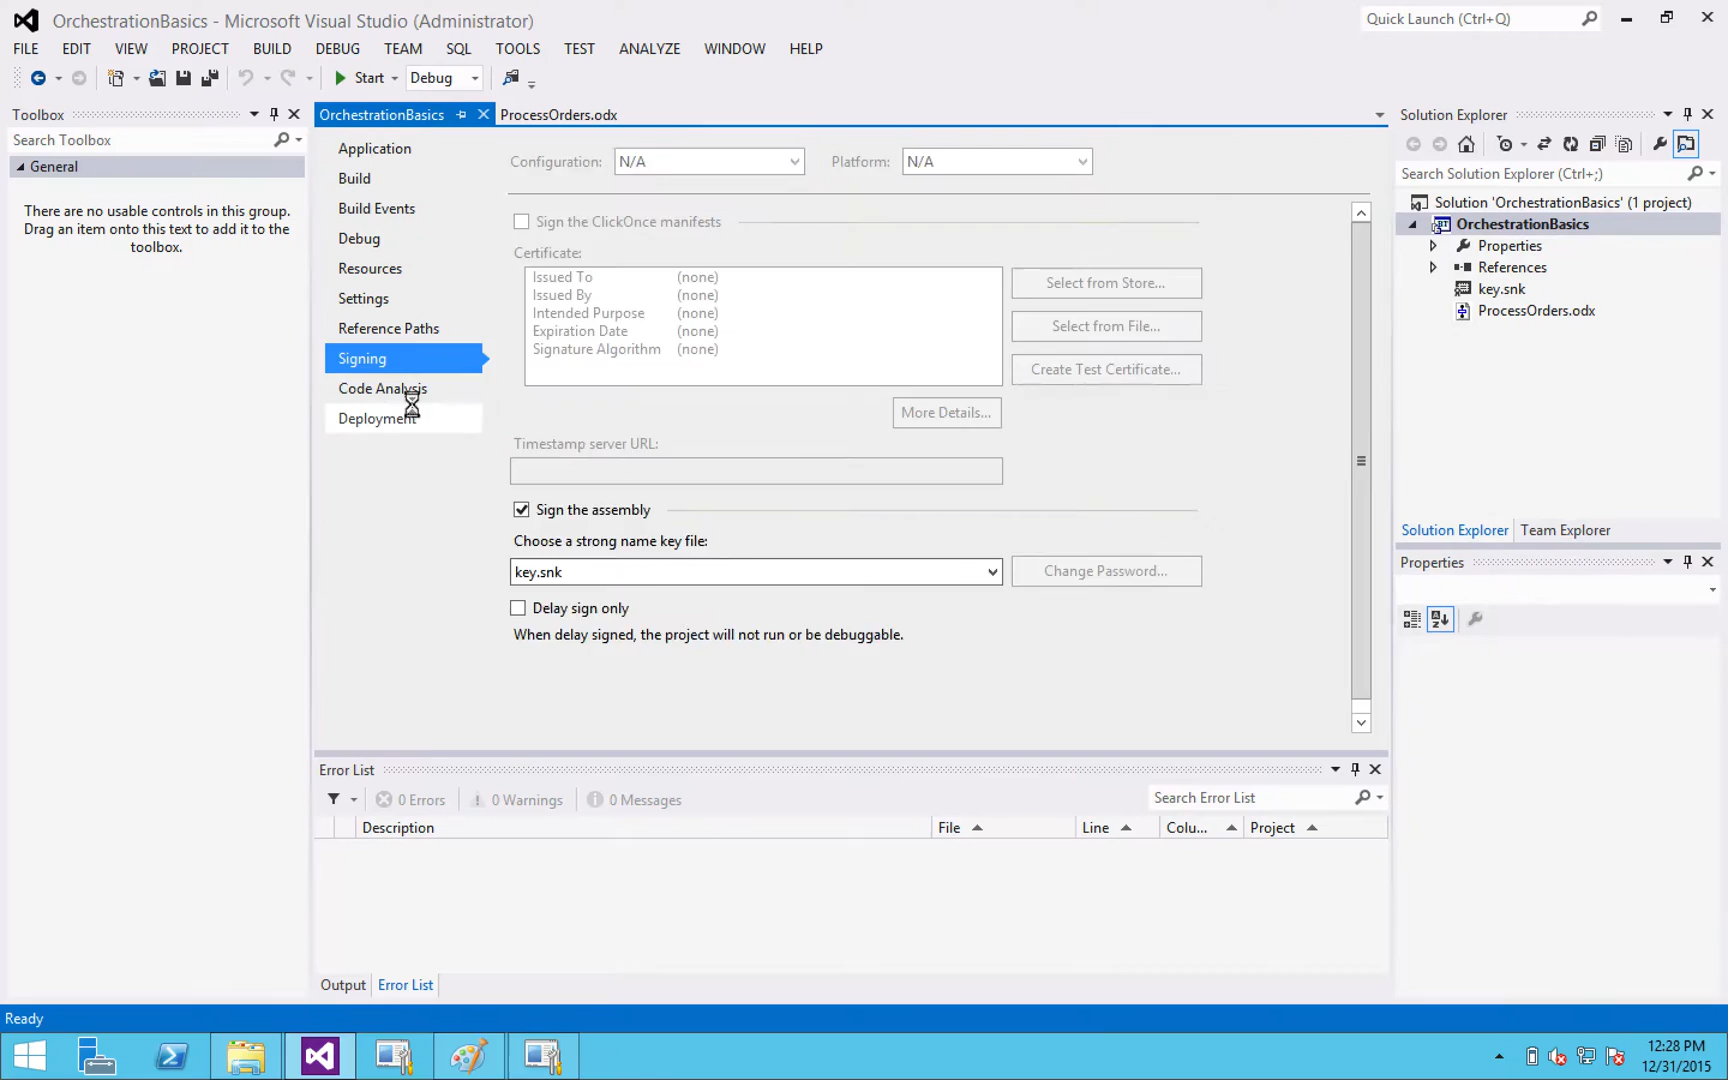 OrchestrationBasics - Microsoft Visual Studio (Administrator)
Quick Launch (Ctrl+Q)
FILE EDIT VIEW PROJECT BUILD DEBUG TEAM SQL TOOLS TEST ANALYZE WINDOW HELP
Start Debug
Toolbox
Search Toolbox
General
There are no usable controls in this group.
Drag an item onto this text to add it to the
toolbox.
OrchestrationBasics ProcessOrders.odx
Application
Build
Build Events
Debug
Resources
Settings
Reference Paths
Signing
Code Analysis
Deployment
Configuration: N/A Platform: N/A
Sign the ClickOnce manifests
Certificate:
Issued To (none)
Issued By (none)
Intended Purpose (none)
Expiration Date (none)
Signature Algorithm (none)
Select from Store...
Select from File...
Create Test Certificate...
More Details...
Timestamp server URL:
Sign the assembly
Choose a strong name key file:
key.snk
Change Password...
Delay sign only
When delay signed, the project will not run or be debuggable.
Error List
0 Errors 0 Warnings 0 Messages
Search Error List
Description File Line Colu... Project
Output Error List
Solution Explorer
Search Solution Explorer (Ctrl+;)
Solution 'OrchestrationBasics' (1 project)
OrchestrationBasics
Properties
References
key.snk
ProcessOrders.odx
Solution Explorer Team Explorer
Properties
Ready
12:28 PM
12/31/2015